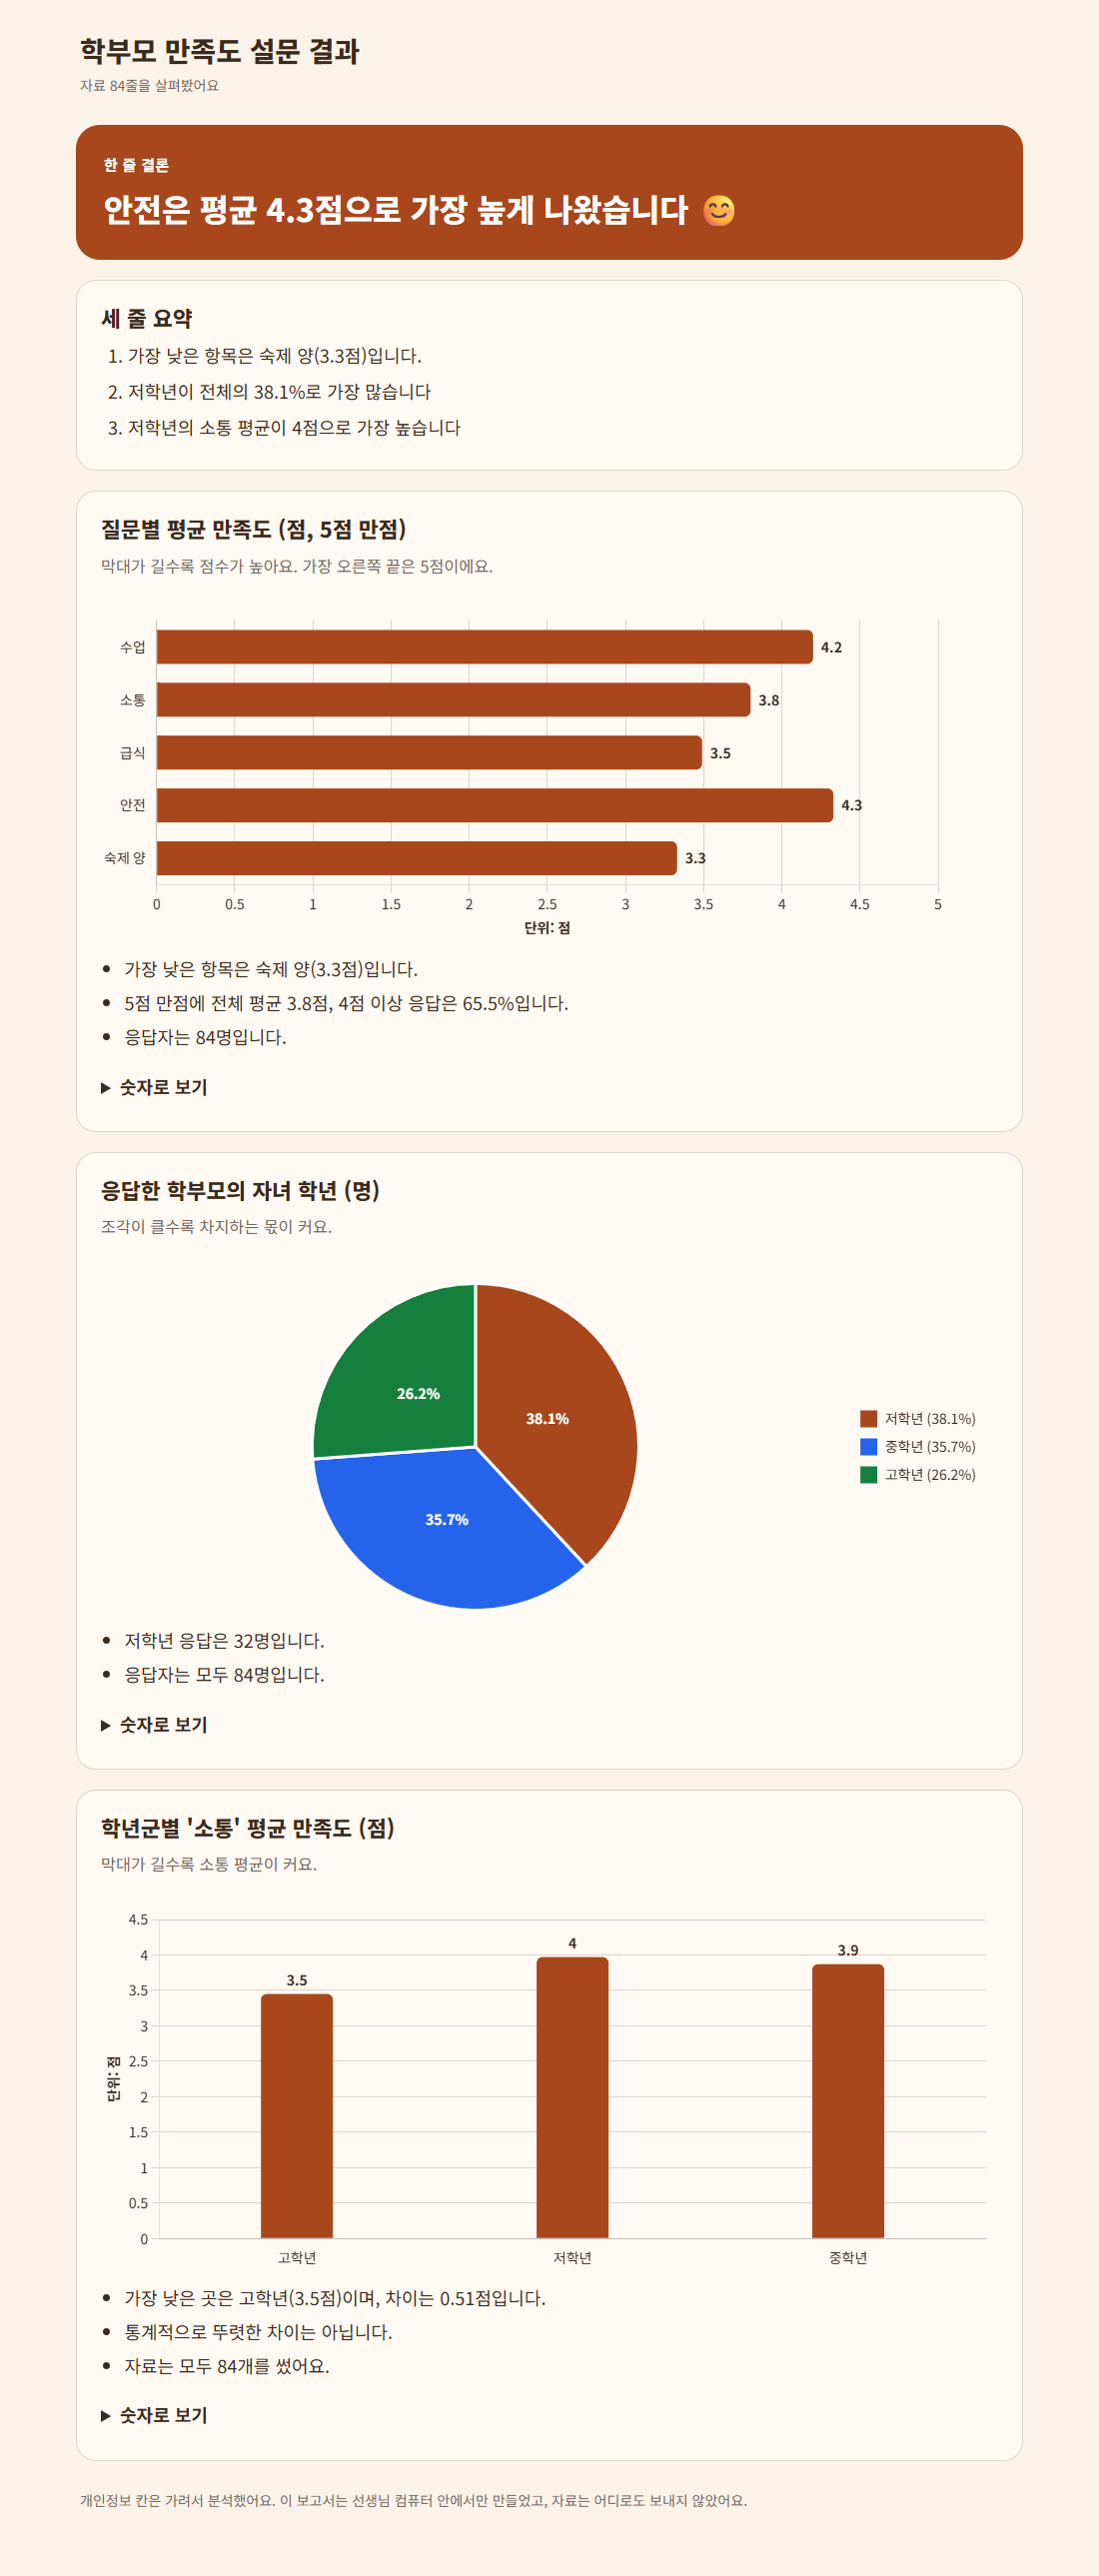 학부모 만족도 설문 결과
자료 84줄을 살펴봤어요
한 줄 결론
안전은 평균 4.3점으로 가장 높게 나왔습니다 😊
세 줄 요약
1. 가장 낮은 항목은 숙제 양(3.3점)입니다.
2. 저학년이 전체의 38.1%로 가장 많습니다
3. 저학년의 소통 평균이 4점으로 가장 높습니다
질문별 평균 만족도 (점, 5점 만점)
막대가 길수록 점수가 높아요. 가장 오른쪽 끝은 5점이에요.
수업 4.2
소통 3.8
급식 3.5
안전 4.3
숙제 양 3.3
0 0.5 1 1.5 2 2.5 3 3.5 4 4.5 5
단위: 점
• 가장 낮은 항목은 숙제 양(3.3점)입니다.
• 5점 만점에 전체 평균 3.8점, 4점 이상 응답은 65.5%입니다.
• 응답자는 84명입니다.
▶ 숫자로 보기
응답한 학부모의 자녀 학년 (명)
조각이 클수록 차지하는 몫이 커요.
26.2%
38.1%
35.7%
저학년 (38.1%)
중학년 (35.7%)
고학년 (26.2%)
• 저학년 응답은 32명입니다.
• 응답자는 모두 84명입니다.
▶ 숫자로 보기
학년군별 '소통' 평균 만족도 (점)
막대가 길수록 소통 평균이 커요.
단위: 점
4.5
4
3.5
3
2.5
2
1.5
1
0.5
0
3.5 4 3.9
고학년 저학년 중학년
• 가장 낮은 곳은 고학년(3.5점)이며, 차이는 0.51점입니다.
• 통계적으로 뚜렷한 차이는 아닙니다.
• 자료는 모두 84개를 썼어요.
▶ 숫자로 보기
개인정보 칸은 가려서 분석했어요. 이 보고서는 선생님 컴퓨터 안에서만 만들었고, 자료는 어디로도 보내지 않았어요.